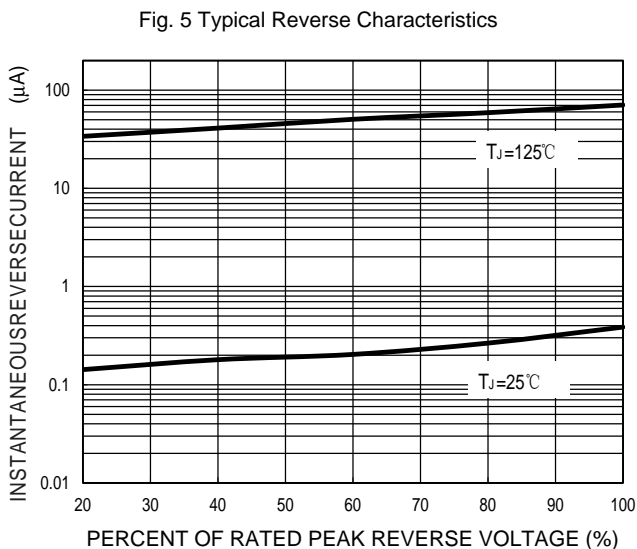 Fig. 5 Typical Reverse Characteristics
INSTANTANEOUSREVERSECURRENT (μA)
100
10
1
0.1
0.01
TJ=125℃
TJ=25℃
20 30 40 50 60 70 80 90 100
PERCENT OF RATED PEAK REVERSE VOLTAGE (%)